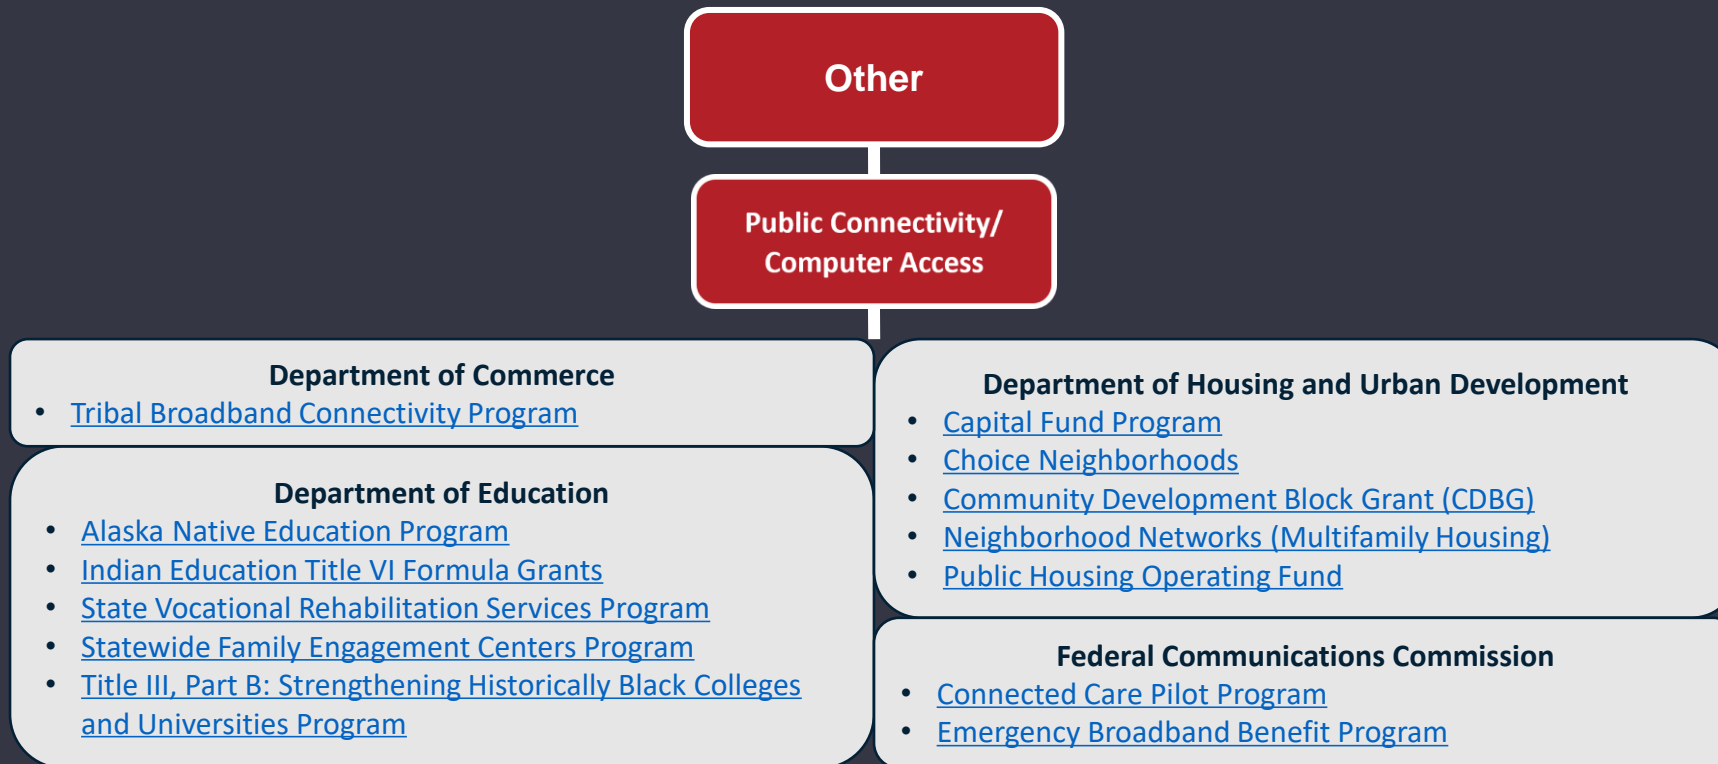 Other
Public Connectivity/
Computer Access
Department of Commerce
• Tribal Broadband Connectivity Program
Department of Education
• Alaska Native Education Program
• Indian Education Title VI Formula Grants
• State Vocational Rehabilitation Services Program
• Statewide Family Engagement Centers Program
• Title III, Part B: Strengthening Historically Black Colleges
and Universities Program
Department of Housing and Urban Development
• Capital Fund Program
• Choice Neighborhoods
• Community Development Block Grant (CDBG)
• Neighborhood Networks (Multifamily Housing)
• Public Housing Operating Fund
Federal Communications Commission
• Connected Care Pilot Program
• Emergency Broadband Benefit Program